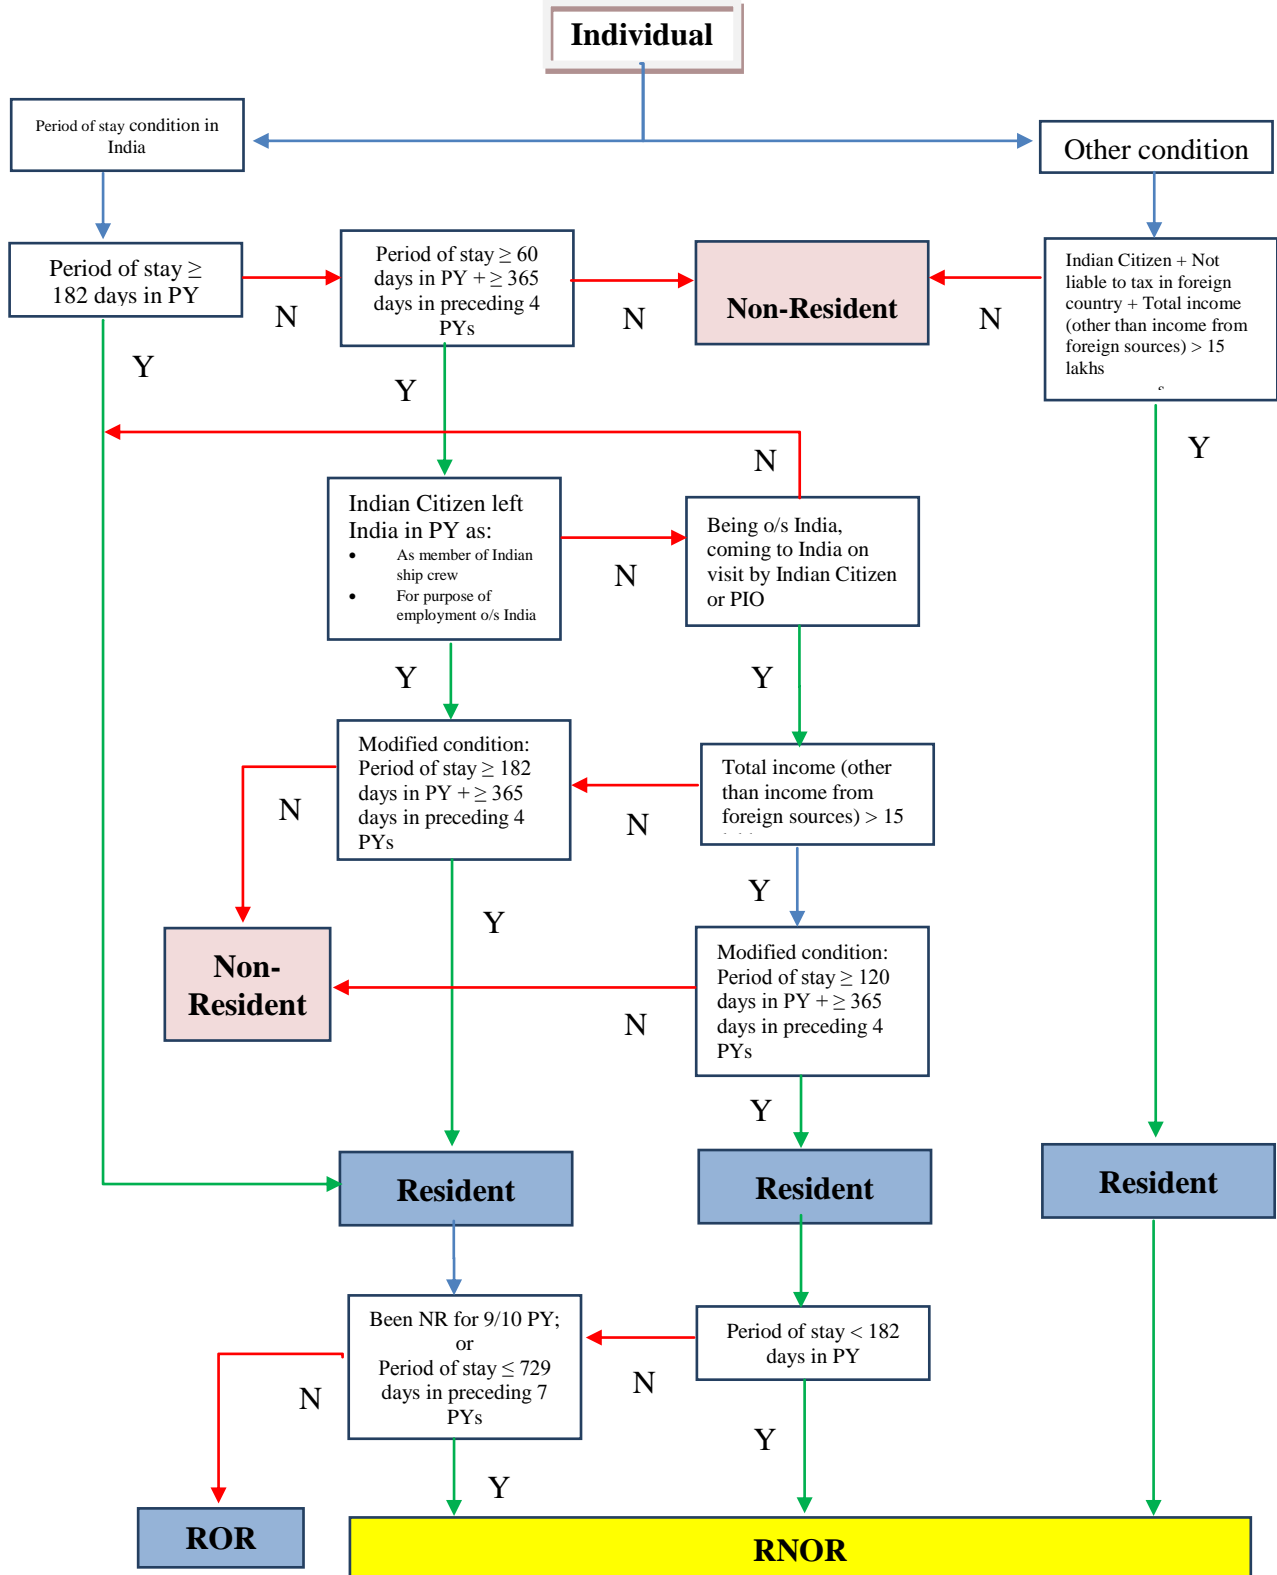 Individual
Period of stay condition in
India
Other condition
Period of stay ≥
182 days in PY
N
Period of stay ≥ 60
days in PY + ≥ 365
days in preceding 4
PYs
N
Non-Resident
N
Indian Citizen + Not
liable to tax in foreign
country + Total income
(other than income from
foreign sources) > 15
lakhs
Y
Y
Y
N
Indian Citizen left
India in PY as:
• As member of Indian
ship crew
• For purpose of
employment o/s India
N
Being o/s India,
coming to India on
visit by Indian Citizen
or PIO
Y
Y
Modified condition:
Period of stay ≥ 182
days in PY + ≥ 365
days in preceding 4
PYs
N
N
Total income (other
than income from
foreign sources) > 15
Y
Y
Non-
Resident
N
Modified condition:
Period of stay ≥ 120
days in PY + ≥ 365
days in preceding 4
PYs
Y
Resident
Resident
Resident
Been NR for 9/10 PY;
or
Period of stay ≤ 729
days in preceding 7
PYs
N
N
Period of stay < 182
days in PY
Y
Y
ROR
RNOR